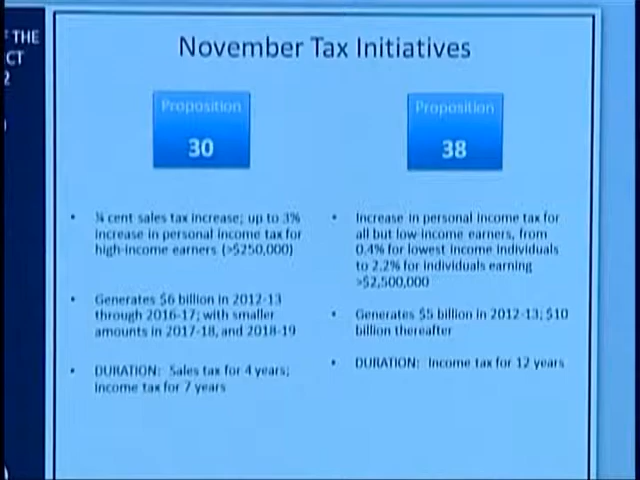 F THE
CT
2
November Tax Initiatives
Proposition
30
Proposition
38
• ¼ cent sales tax increase; up to 3%
increase in personal income tax for
high-income earners (>$250,000)
• Generates $6 billion in 2012-13
through 2016-17; with smaller
amounts in 2017-18, and 2018-19
• DURATION: Sales tax for 4 years;
Income tax for 7 years
• Increase in personal income tax for
all but low-income earners, from
0.4% for lowest income individuals
to 2.2% for individuals earning
>$2,500,000
• Generates $5 billion in 2012-13; $10
billion thereafter
• DURATION: Income tax for 12 years